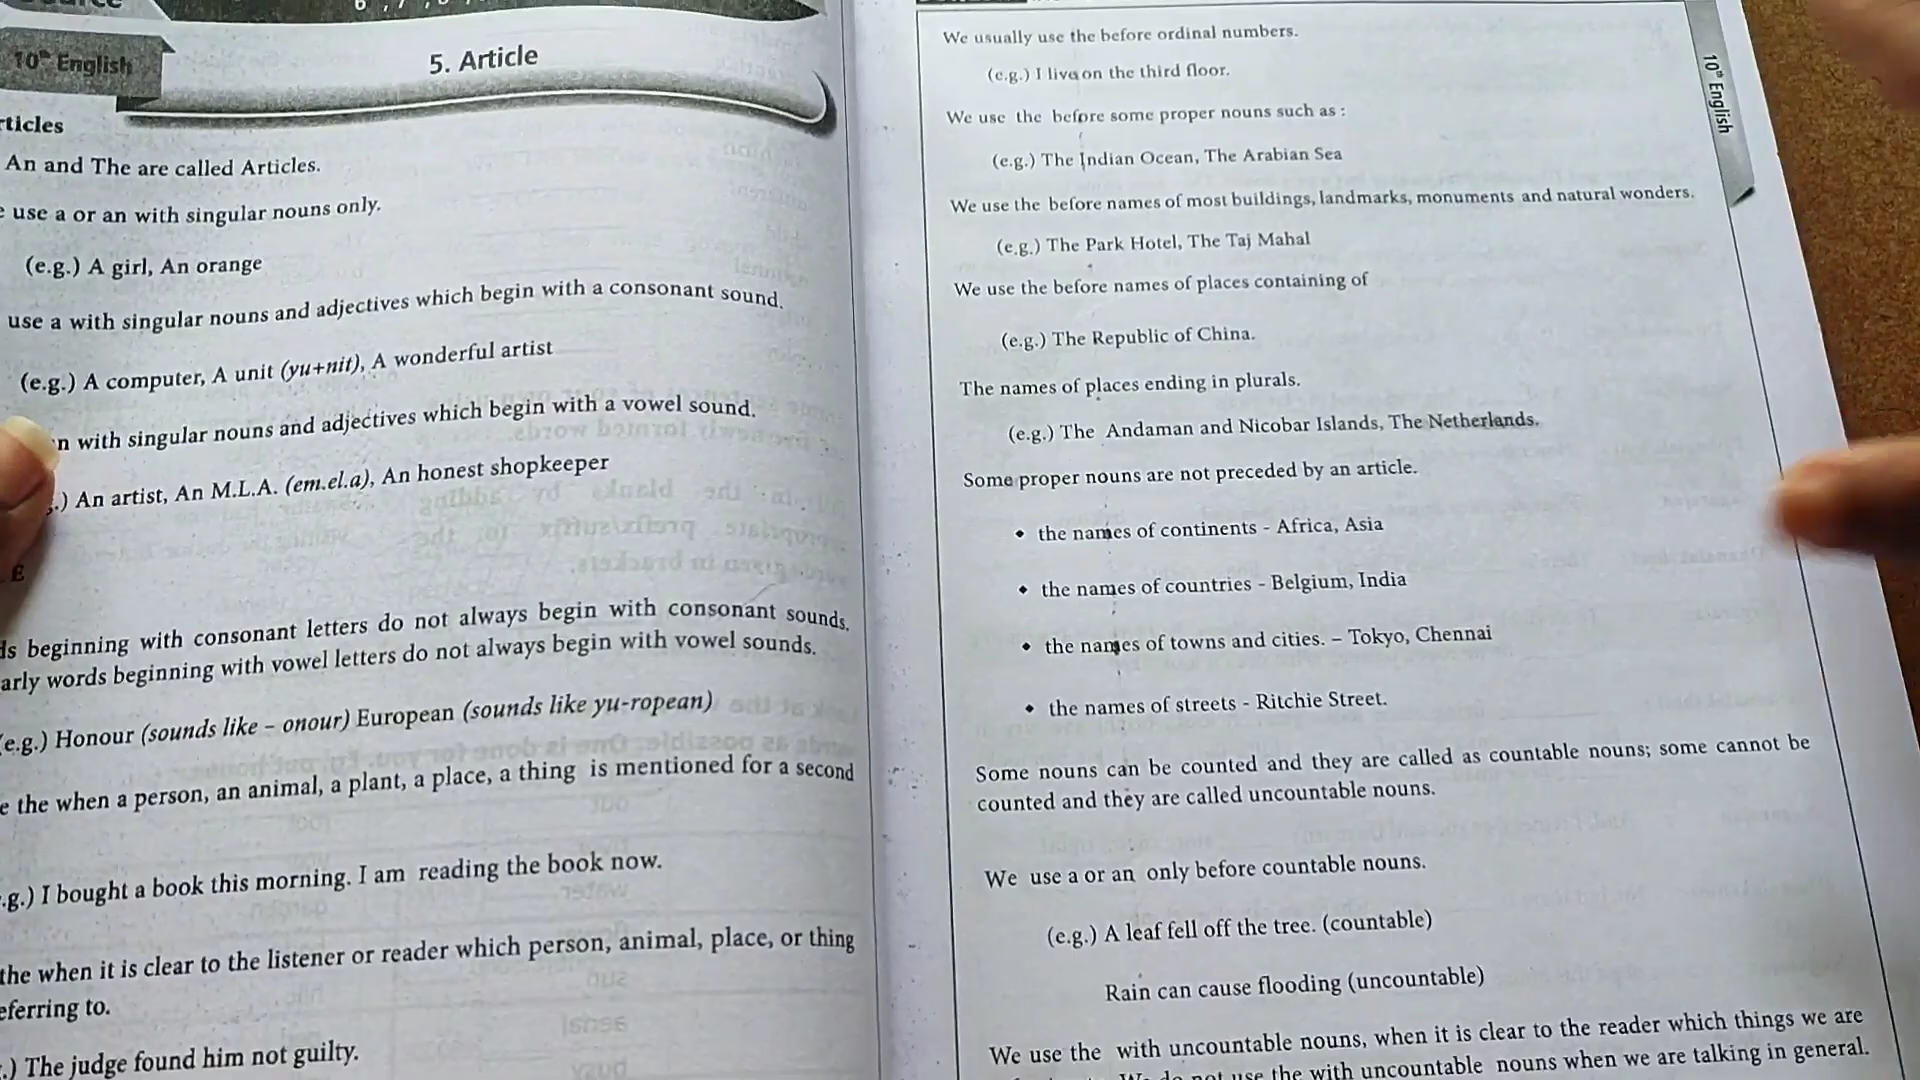 10th English
5. Article
rticles
An and The are called Articles.
use a or an with singular nouns only.
(e.g.) A girl, An orange
use a with singular nouns and adjectives which begin with a consonant sound.
(e.g.) A computer, A unit (yu+nit), A wonderful artist
n with singular nouns and adjectives which begin with a vowel sound.
.) An artist, An M.L.A. (em.el.a), An honest shopkeeper
ds beginning with consonant letters do not always begin with consonant sounds.
arly words beginning with vowel letters do not always begin with vowel sounds.
(e.g.) Honour (sounds like – onour) European (sounds like yu-ropean)
e the when a person, an animal, a plant, a place, a thing is mentioned for a second
.g.) I bought a book this morning. I am reading the book now.
the when it is clear to the listener or reader which person, animal, place, or thing
eferring to.
.) The judge found him not guilty.
We usually use the before ordinal numbers.
(e.g.) I live on the third floor.
We use the before some proper nouns such as :
(e.g.) The Indian Ocean, The Arabian Sea
We use the before names of most buildings, landmarks, monuments and natural wonders.
(e.g.) The Park Hotel, The Taj Mahal
We use the before names of places containing of
(e.g.) The Republic of China.
The names of places ending in plurals.
(e.g.) The Andaman and Nicobar Islands, The Netherlands.
Some proper nouns are not preceded by an article.
• the names of continents - Africa, Asia
• the names of countries - Belgium, India
• the names of towns and cities. – Tokyo, Chennai
• the names of streets - Ritchie Street.
Some nouns can be counted and they are called as countable nouns; some cannot be
counted and they are called uncountable nouns.
We use a or an only before countable nouns.
(e.g.) A leaf fell off the tree. (countable)
Rain can cause flooding (uncountable)
We use the with uncountable nouns, when it is clear to the reader which things we are
We do not use the with uncountable nouns when we are talking in general.
10th English